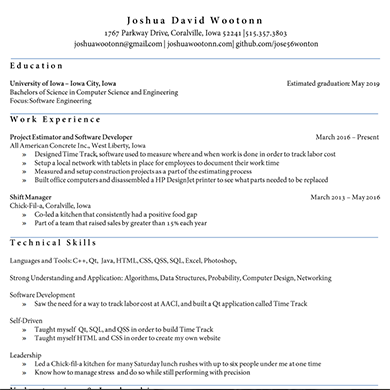 Joshua David Wootonn
1767 Parkway Drive, Coralville, Iowa 52241 |515.357.3803
joshuawootonn@gmail | joshuawootonn.com| github.com/jose56wonton
Education
University of Iowa – Iowa City, Iowa Estimated graduation: May 2019
Bachelors of Science in Computer Science and Engineering
Focus: Software Engineering
Work Experience
Project Estimator and Software Developer March 2016 – Present
All American Concrete Inc., West Liberty, Iowa
» Designed Time Track, software used to measure where and when work is done in order to track labor cost
» Setup a local network with tablets in place for employees to document their work time
» Measured and setup construction projects as a part of the estimating process
» Built office computers and disassembled a HP DesignJet printer to see what parts needed to be replaced
Shift Manager March 2013 – May 2016
Chick-Fil-a, Coralville, Iowa
» Co-led a kitchen that consistently had a positive food gap
» Part of a team that raised sales by greater than 15% each year
Technical Skills
Languages and Tools: C++, Qt, Java, HTML, CSS, QSS, SQL, Excel, Photoshop,
Strong Understanding and Application: Algorithms, Data Structures, Probability, Computer Design, Networking
Software Development
» Saw the need for a way to track labor cost at AACI, and built a Qt application called Time Track
Self-Driven
» Taught myself Qt, SQL, and QSS in order to build Time Track
» Taught myself HTML and CSS in order to create my own website
Leadership
» Led a Chick-fil-a kitchen for many Saturday lunch rushes with up to six people under me at one time
» Know how to manage stress and do so while still performing with precision